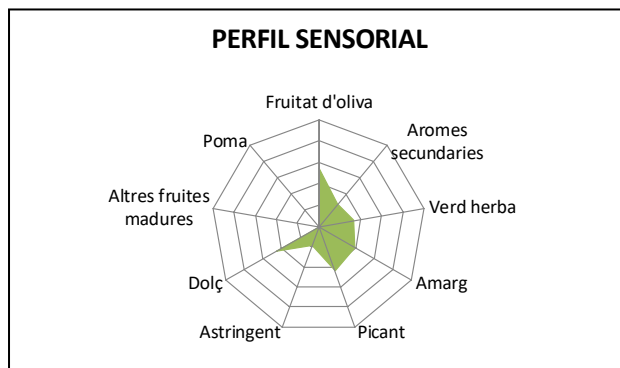 PERFIL SENSORIAL
Fruitat d'oliva
Aromes
secundaries
Verd herba
Amarg
Picant
Astringent
Dolç
Altres fruites
madures
Poma